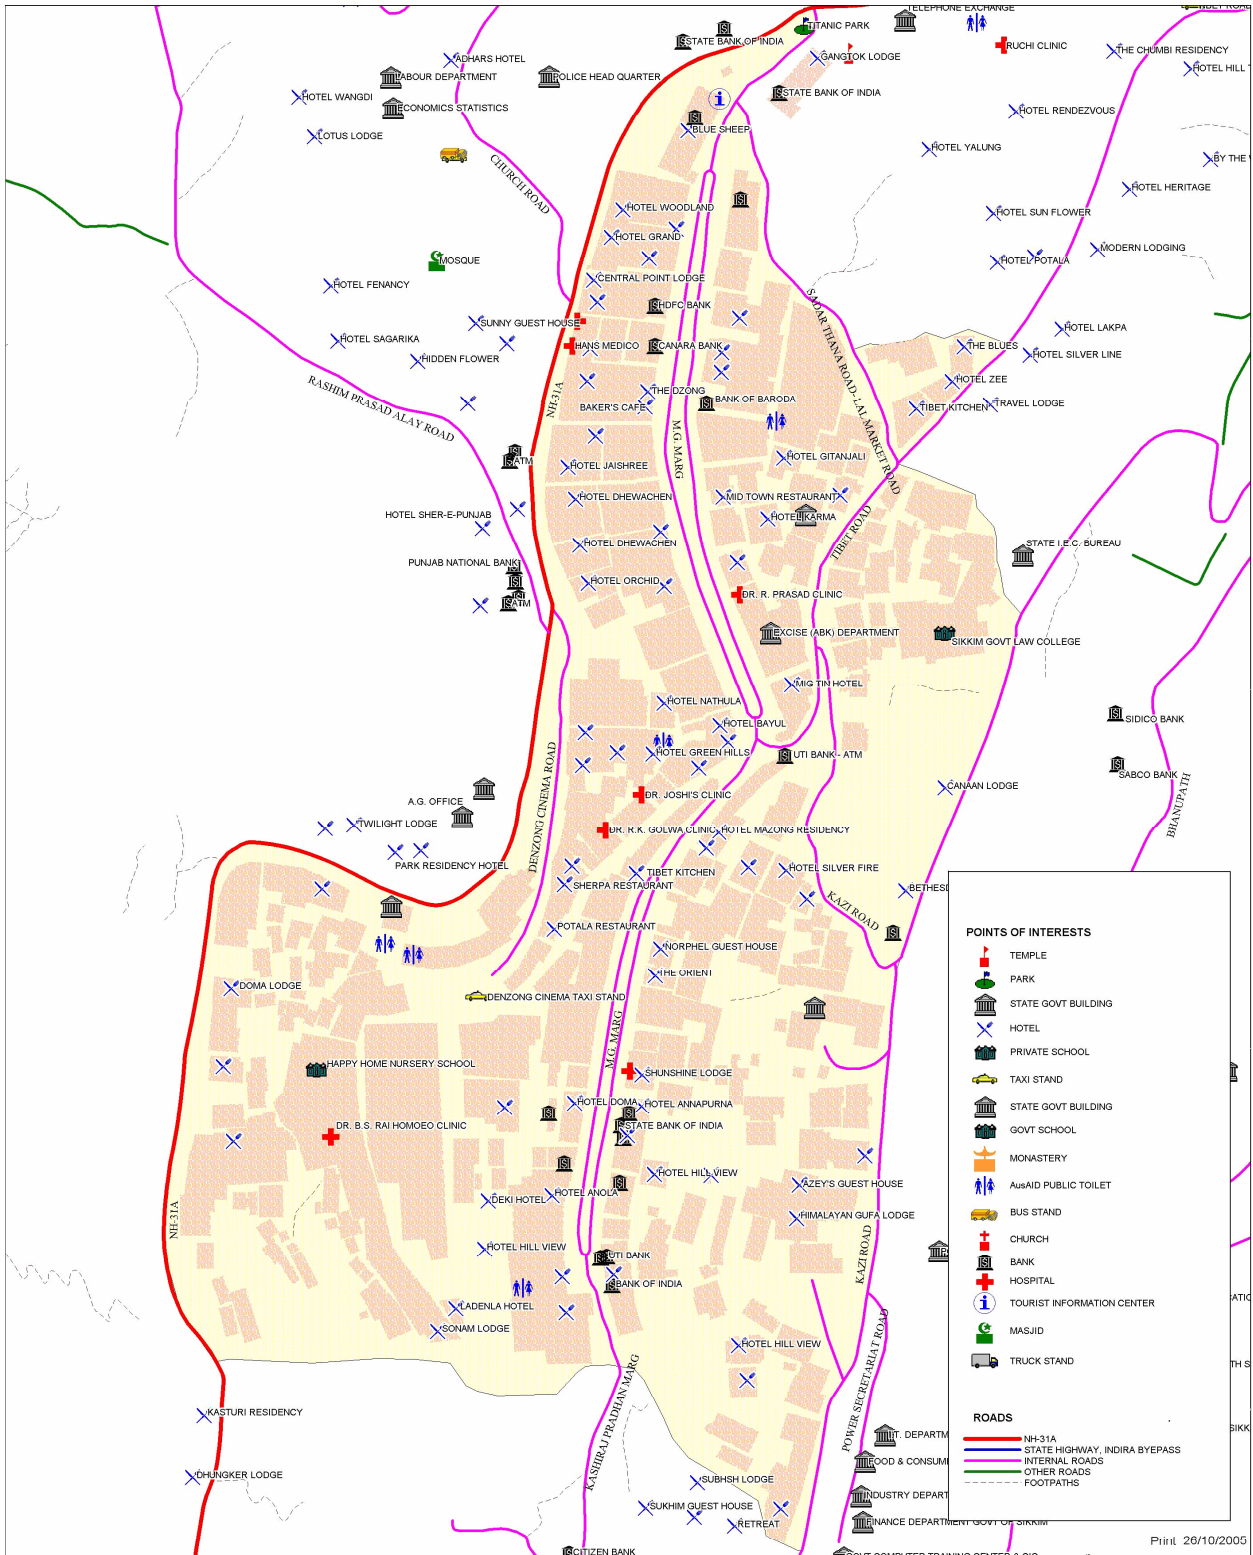 TELEPHONE EXCHANGE
TITANIC PARK
STATE BANK OF INDIA
RUCHI CLINIC
THE CHUMBI RESIDENCY
ADHARS HOTEL
GANGTOK LODGE
HOTEL HILL
LABOUR DEPARTMENT
POLICE HEAD QUARTER
STATE BANK OF INDIA
HOTEL WANGDI
ECONOMICS STATISTICS
HOTEL RENDEZVOUS
LOTUS LODGE
BLUE SHEEP
HOTEL YALUNG
BY THE
CHURCH ROAD
HOTEL HERITAGE
HOTEL WOODLAND
HOTEL SUN FLOWER
HOTEL GRAND
MODERN LODGING
MOSQUE
HOTEL POTALA
HOTEL FENANCY
CENTRAL POINT LODGE
SADAR THANA ROAD-LAL MARKET ROAD
HDFC BANK
SUNNY GUEST HOUSE
HOTEL LAKPA
HOTEL SAGARIKA
HANS MEDICO
CANARA BANK
THE BLUES
HIDDEN FLOWER
HOTEL SILVER LINE
RASHIM PRASAD ALAY ROAD
NH-31A
THE DZONG
HOTEL ZEE
BAKER'S CAFE
BANK OF BARODA
TIBET KITCHEN
TRAVEL LODGE
M.G. MARG
ATM
HOTEL JAISHREE
HOTEL GITANJALI
HOTEL DHEWACHEN
MID TOWN RESTAURANT
HOTEL SHER-E-PUNJAB
HOTEL KARMA
TIBET ROAD
HOTEL DHEWACHEN
STATE I.E.C. BUREAU
PUNJAB NATIONAL BANK
HOTEL ORCHID
ATM
DR. R. PRASAD CLINIC
EXCISE (ABK) DEPARTMENT
SIKKIM GOVT LAW COLLEGE
MIG TIN HOTEL
HOTEL NATHULA
SIDICO BANK
HOTEL BAYUL
HOTEL GREEN HILLS
UTI BANK - ATM
SABCO BANK
DENZONG CINEMA ROAD
CANAAN LODGE
BHANUPATH
DR. JOSHI'S CLINIC
A.G. OFFICE
TWILIGHT LODGE
DR. R.K. GOLWA CLINIC
HOTEL MAZONG RESIDENCY
PARK RESIDENCY HOTEL
TIBET KITCHEN
HOTEL SILVER FIRE
SHERPA RESTAURANT
BETHESD
KAZI ROAD
POTALA RESTAURANT
NORPHEL GUEST HOUSE
THE ORIENT
DOMA LODGE
DENZONG CINEMA TAXI STAND
M.G. MARG
HAPPY HOME NURSERY SCHOOL
SHUNSHINE LODGE
HOTEL DOMA
HOTEL ANNAPURNA
DR. B.S. RAI HOMOEO CLINIC
STATE BANK OF INDIA
HOTEL HILL VIEW
AZEY'S GUEST HOUSE
HOTEL ANOLA
DEKI HOTEL
NH-31A
HIMALAYAN GUFA LODGE
HOTEL HILL VIEW
UTI BANK
KAZI ROAD
BANK OF INDIA
LADENLA HOTEL
SONAM LODGE
HOTEL HILL VIEW
POWER SECRETARIAT ROAD
KASHIRAJ PRADHAN MARG
KASTURI RESIDENCY
I.T. DEPARTM
FOOD & CONSUM
DHUNGKER LODGE
SUBHSH LODGE
INDUSTRY DEPART
SUKHIM GUEST HOUSE
RETREAT
FINANCE DEPARTMENT GOVT OF SIKKIM
CITIZEN BANK
POINTS OF INTERESTS
TEMPLE
PARK
STATE GOVT BUILDING
HOTEL
PRIVATE SCHOOL
TAXI STAND
STATE GOVT BUILDING
GOVT SCHOOL
MONASTERY
AusAID PUBLIC TOILET
BUS STAND
CHURCH
BANK
HOSPITAL
TOURIST INFORMATION CENTER
MASJID
TRUCK STAND
ROADS
NH-31A
STATE HIGHWAY, INDIRA BYEPASS
INTERNAL ROADS
OTHER ROADS
FOOTPATHS
Print 26/10/2005